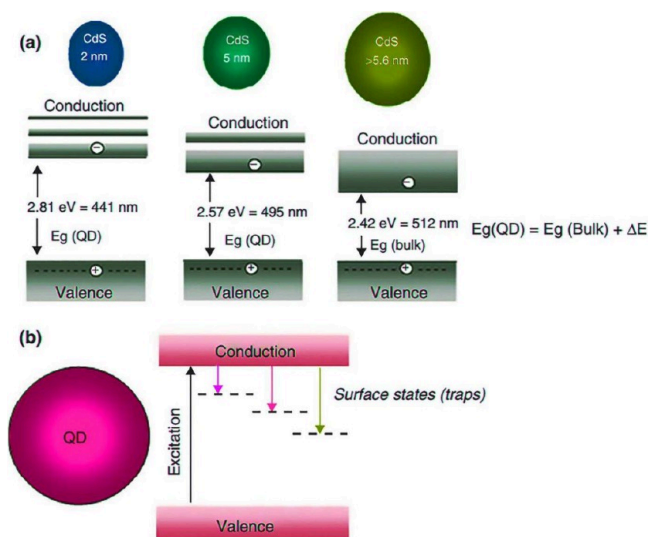 (a)
CdS
2 nm
CdS
5 nm
CdS
>5.6 nm
Conduction
Conduction
Conduction
−
−
−
2.81 eV = 441 nm
Eg (QD)
2.57 eV = 495 nm
Eg (QD)
2.42 eV = 512 nm
Eg (bulk)
Eg(QD) = Eg (Bulk) + ΔE
+
+
+
Valence
Valence
Valence
(b)
QD
Conduction
Excitation
Surface states (traps)
Valence